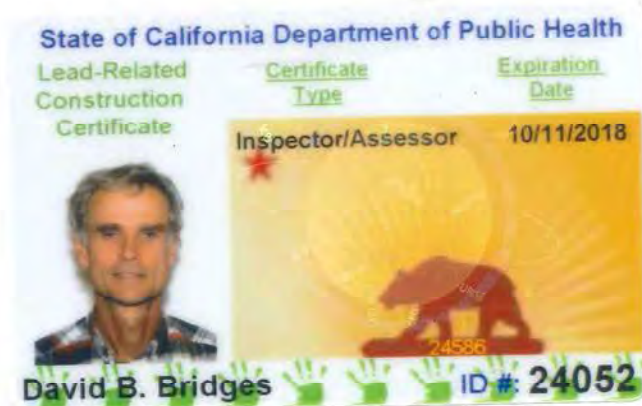 State of California Department of Public Health
Lead-Related
Construction
Certificate
Certificate
Type
Expiration
Date
Inspector/Assessor 10/11/2018
24586
David B. Bridges ID #: 24052